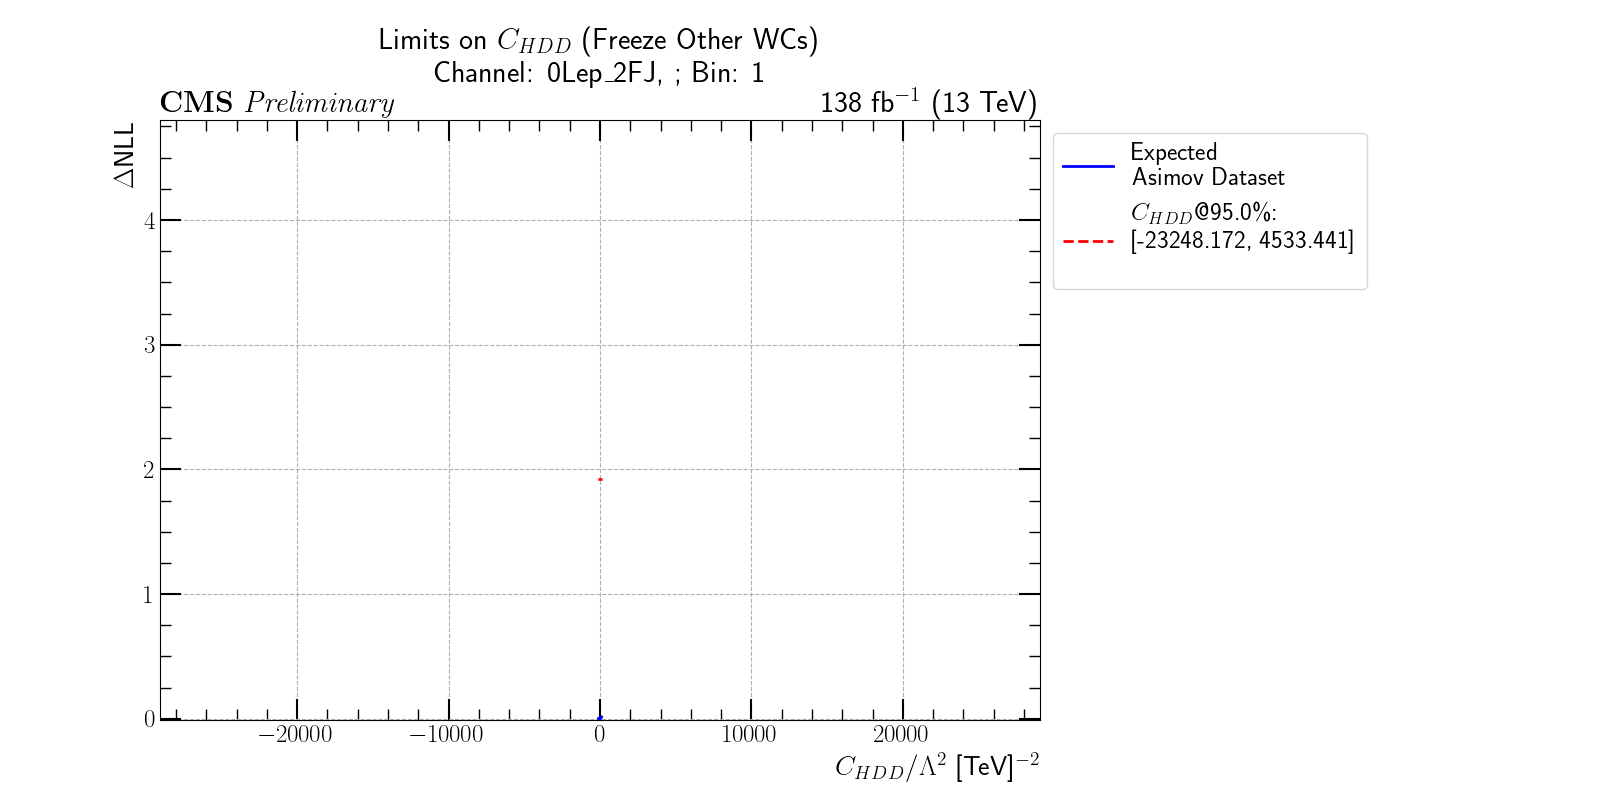 Limits on C_HDD (Freeze Other WCs)
Channel: 0Lep_2FJ, ; Bin: 1
CMS Preliminary 138 fb⁻¹ (13 TeV)
ΔNLL
4
3
2
1
0
−20000 −10000 0 10000 20000
C_HDD/Λ² [TeV]⁻²
Expected
Asimov Dataset
C_HDD@95.0%:
[-23248.172, 4533.441]